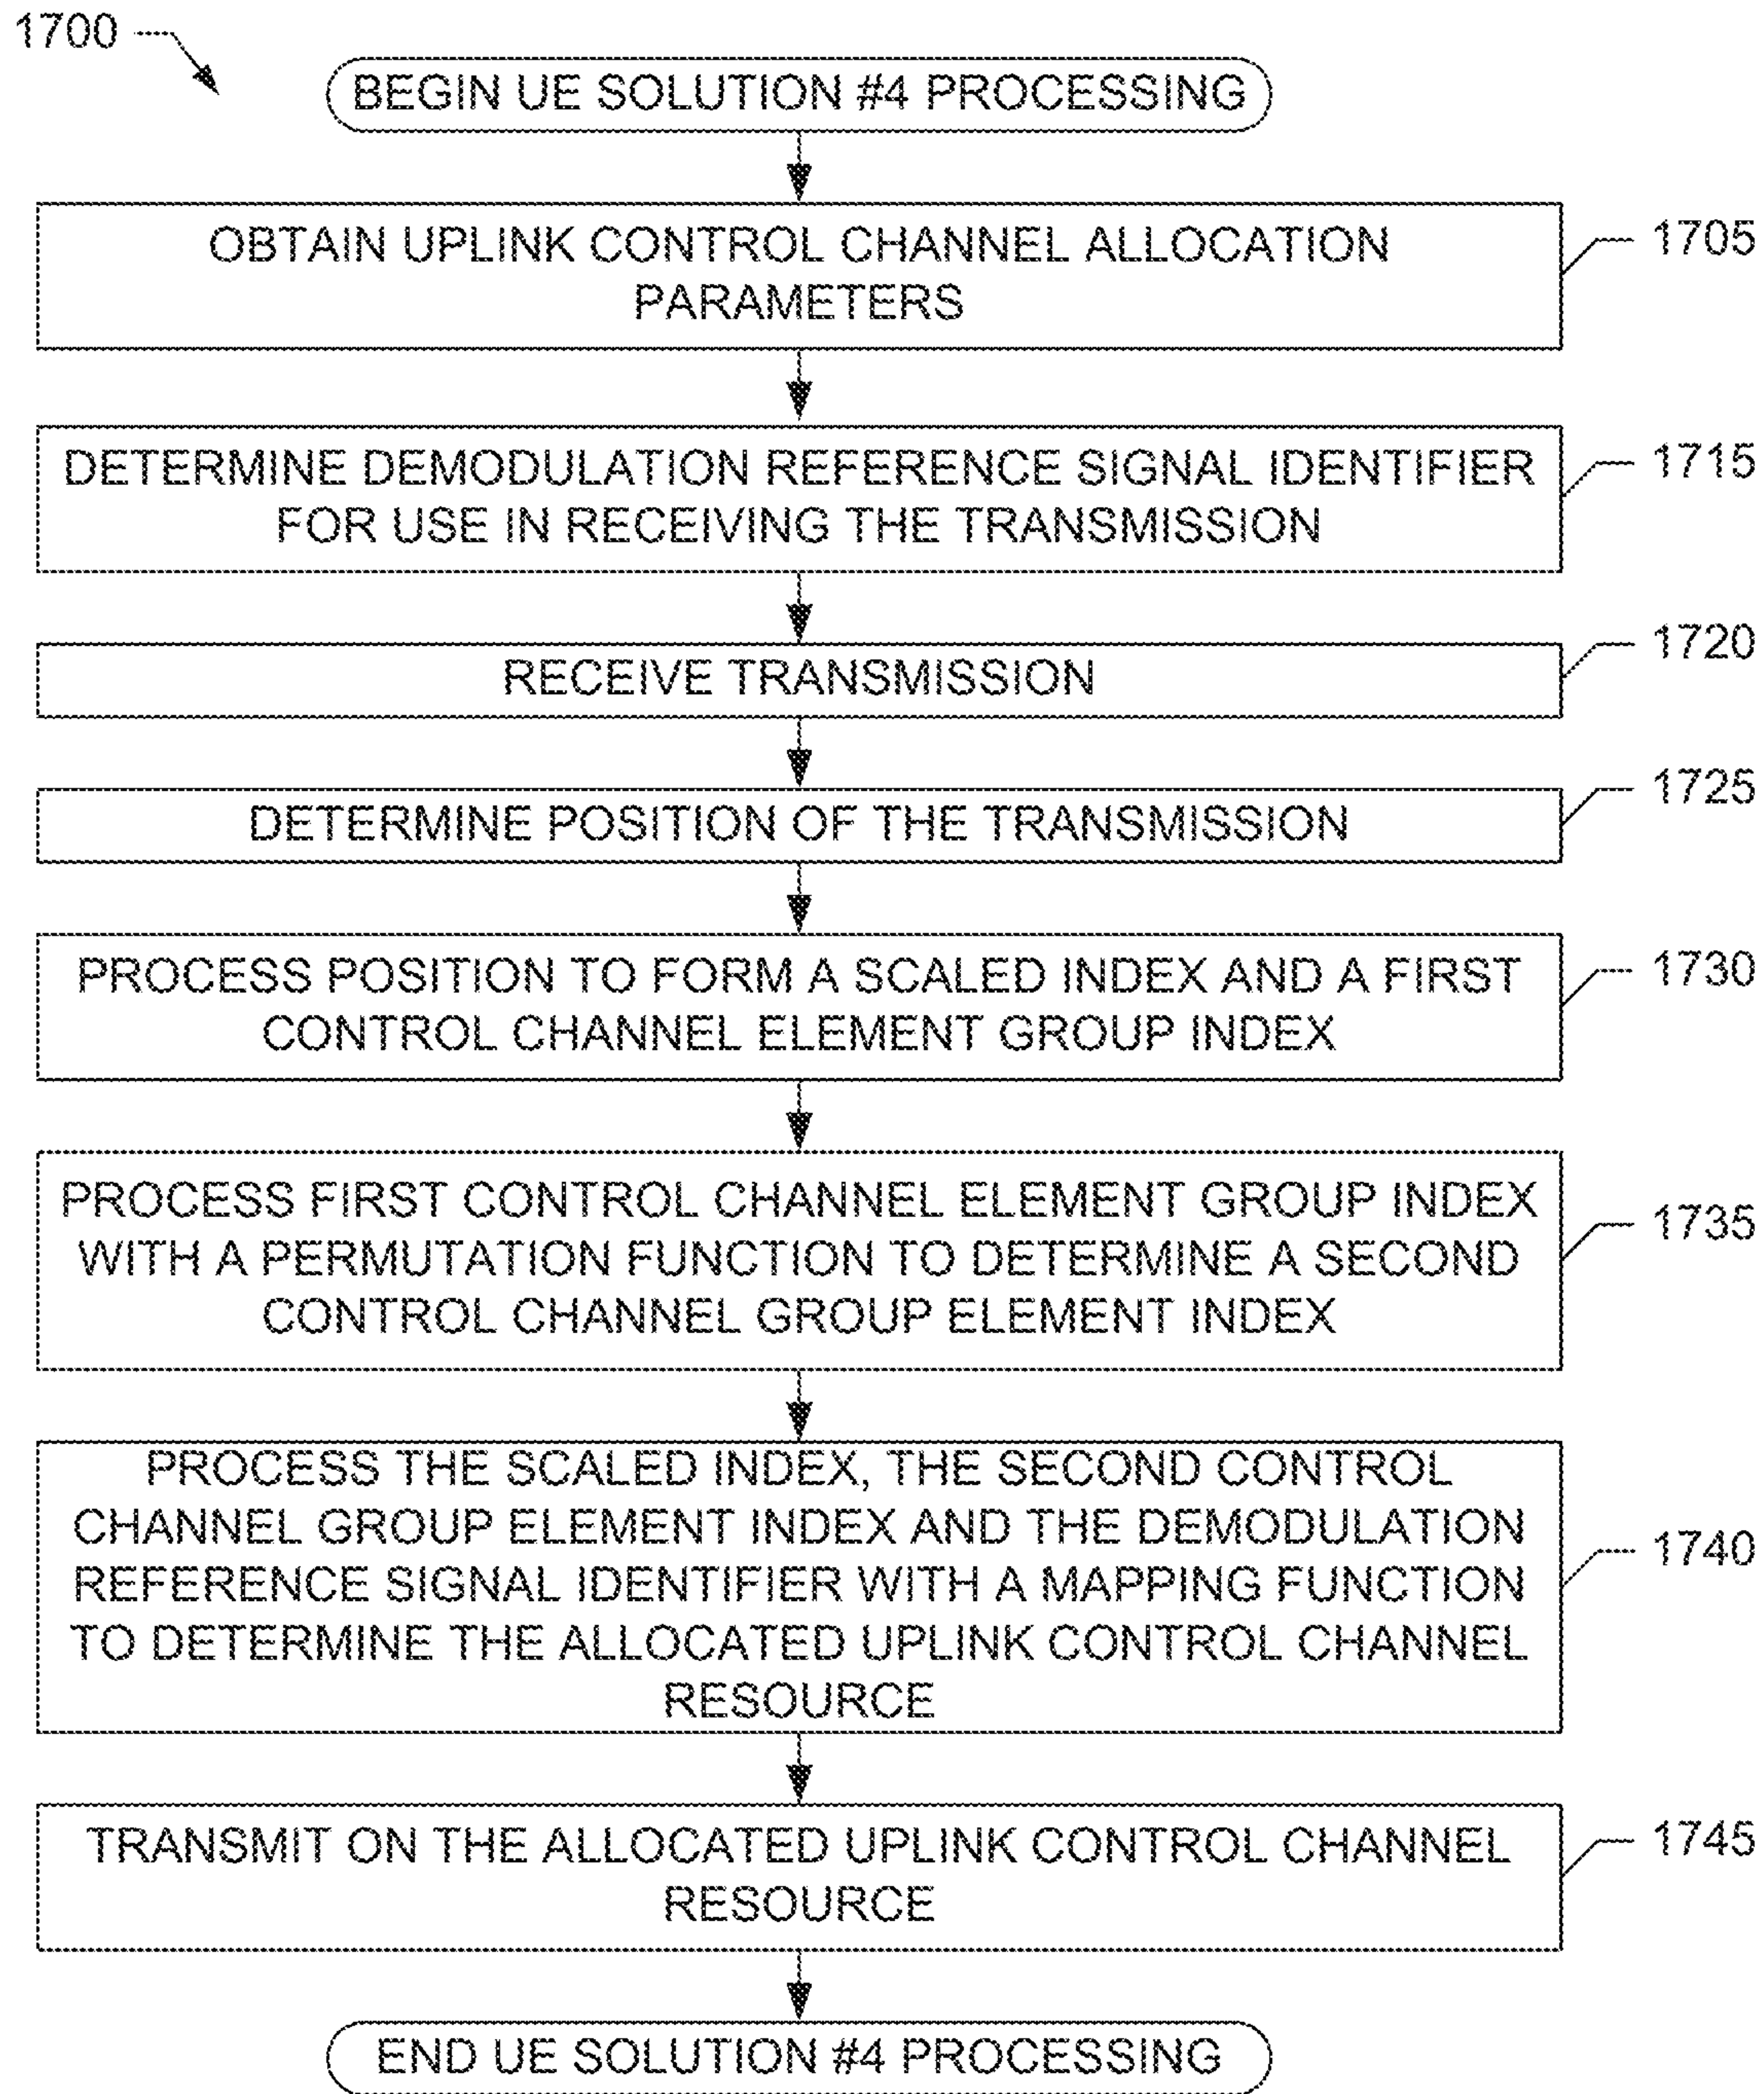 1700
BEGIN UE SOLUTION #4 PROCESSING
OBTAIN UPLINK CONTROL CHANNEL ALLOCATION
PARAMETERS
1705
DETERMINE DEMODULATION REFERENCE SIGNAL IDENTIFIER
FOR USE IN RECEIVING THE TRANSMISSION
1715
RECEIVE TRANSMISSION
1720
DETERMINE POSITION OF THE TRANSMISSION
1725
PROCESS POSITION TO FORM A SCALED INDEX AND A FIRST
CONTROL CHANNEL ELEMENT GROUP INDEX
1730
PROCESS FIRST CONTROL CHANNEL ELEMENT GROUP INDEX
WITH A PERMUTATION FUNCTION TO DETERMINE A SECOND
CONTROL CHANNEL GROUP ELEMENT INDEX
1735
PROCESS THE SCALED INDEX, THE SECOND CONTROL
CHANNEL GROUP ELEMENT INDEX AND THE DEMODULATION
REFERENCE SIGNAL IDENTIFIER WITH A MAPPING FUNCTION
TO DETERMINE THE ALLOCATED UPLINK CONTROL CHANNEL
RESOURCE
1740
TRANSMIT ON THE ALLOCATED UPLINK CONTROL CHANNEL
RESOURCE
1745
END UE SOLUTION #4 PROCESSING